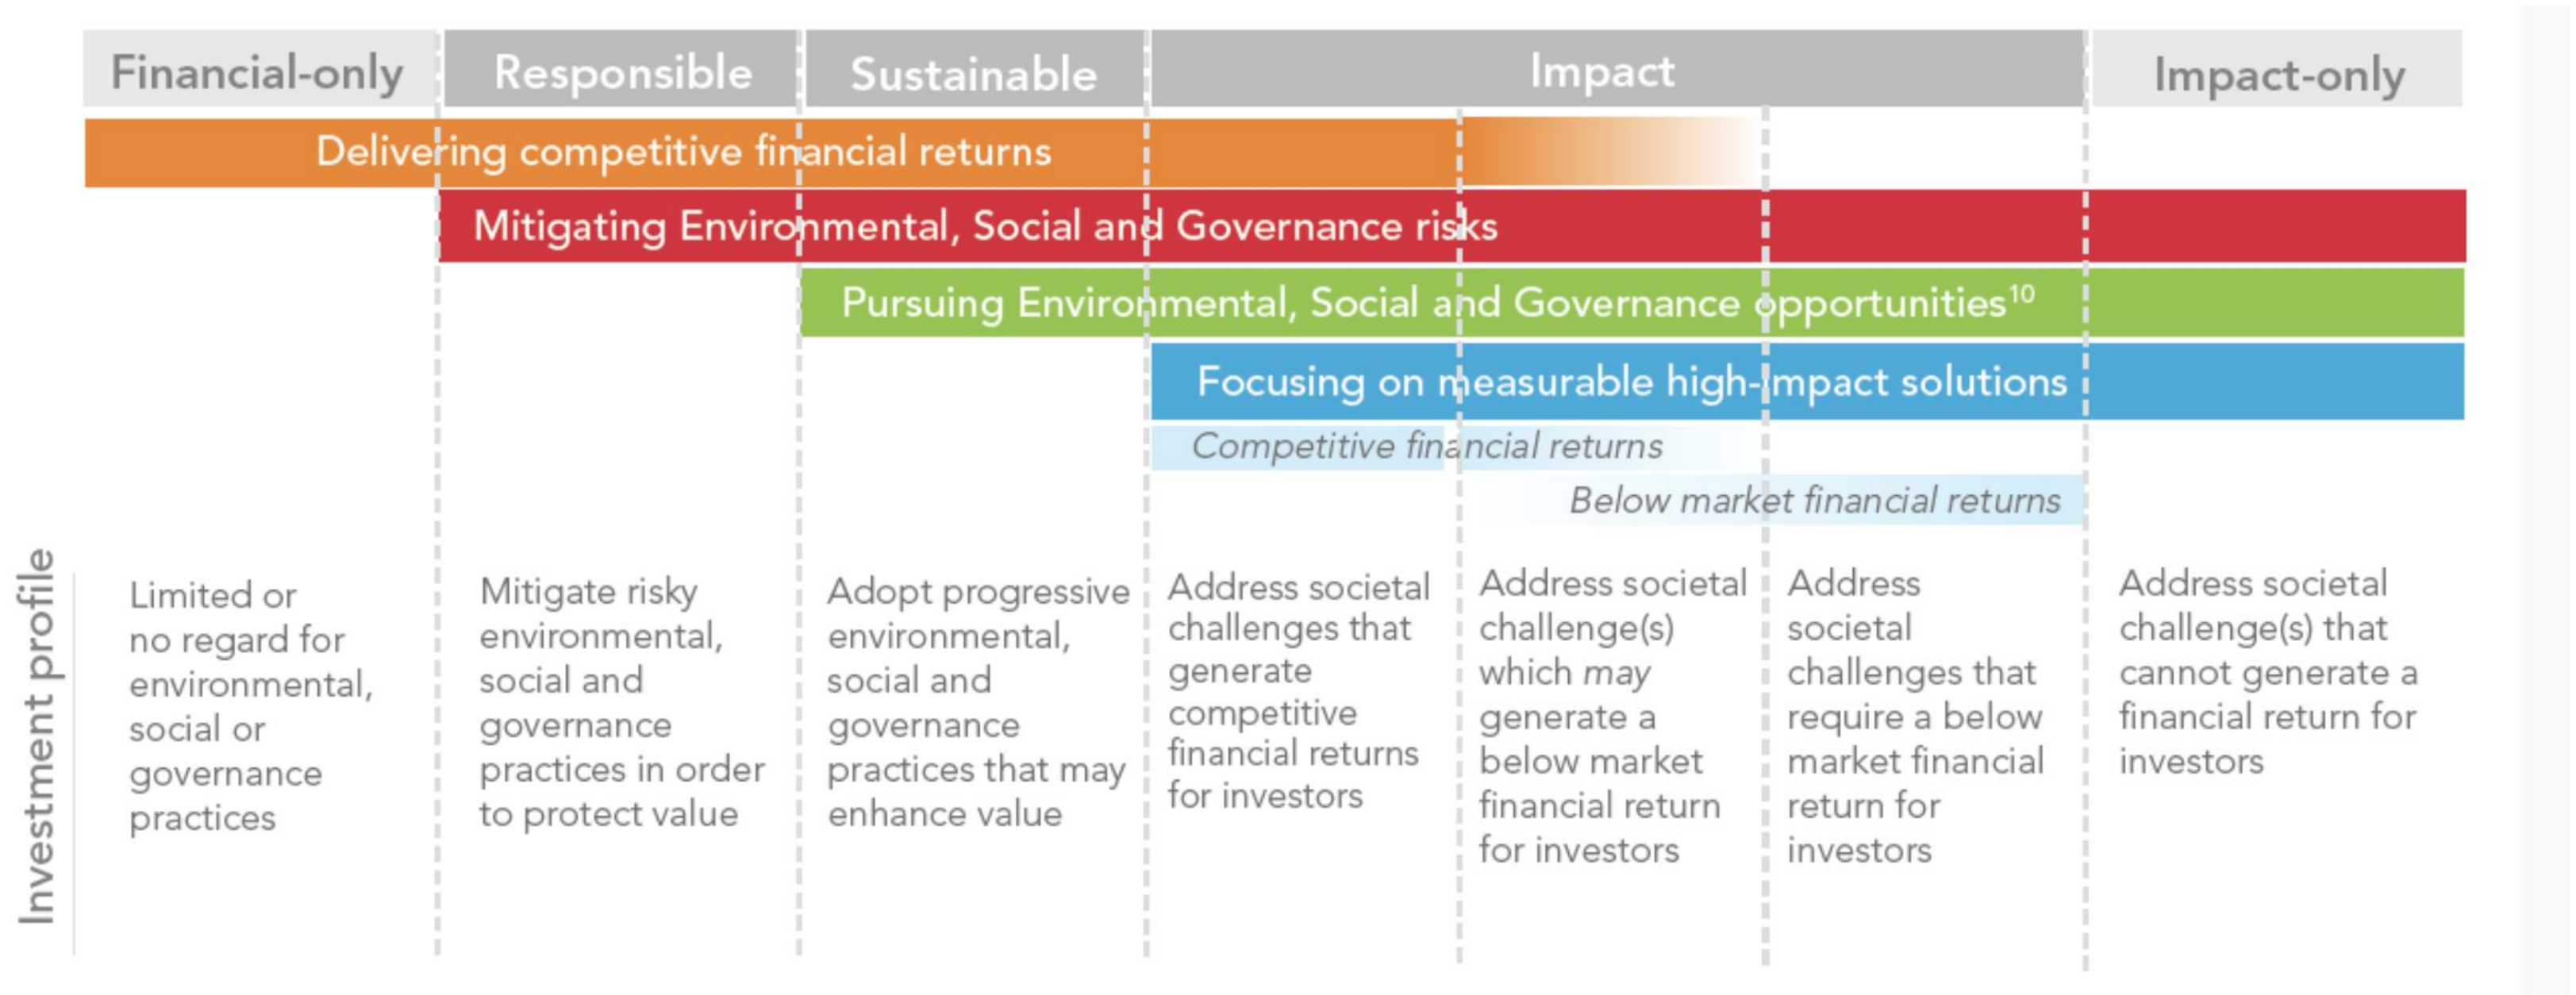 Financial-only
Responsible
Sustainable
Impact
Impact-only
Delivering competitive financial returns
Mitigating Environmental, Social and Governance risks
Pursuing Environmental, Social and Governance opportunities¹⁰
Focusing on measurable high-impact solutions
Competitive financial returns
Below market financial returns
Investment profile
Limited or
no regard for
environmental,
social or
governance
practices
Mitigate risky
environmental,
social and
governance
practices in order
to protect value
Adopt progressive
environmental,
social and
governance
practices that may
enhance value
Address societal
challenges that
generate
competitive
financial returns
for investors
Address societal
challenge(s)
which may
generate a
below market
financial return
for investors
Address
societal
challenges that
require a below
market financial
return for
investors
Address societal
challenge(s) that
cannot generate a
financial return for
investors